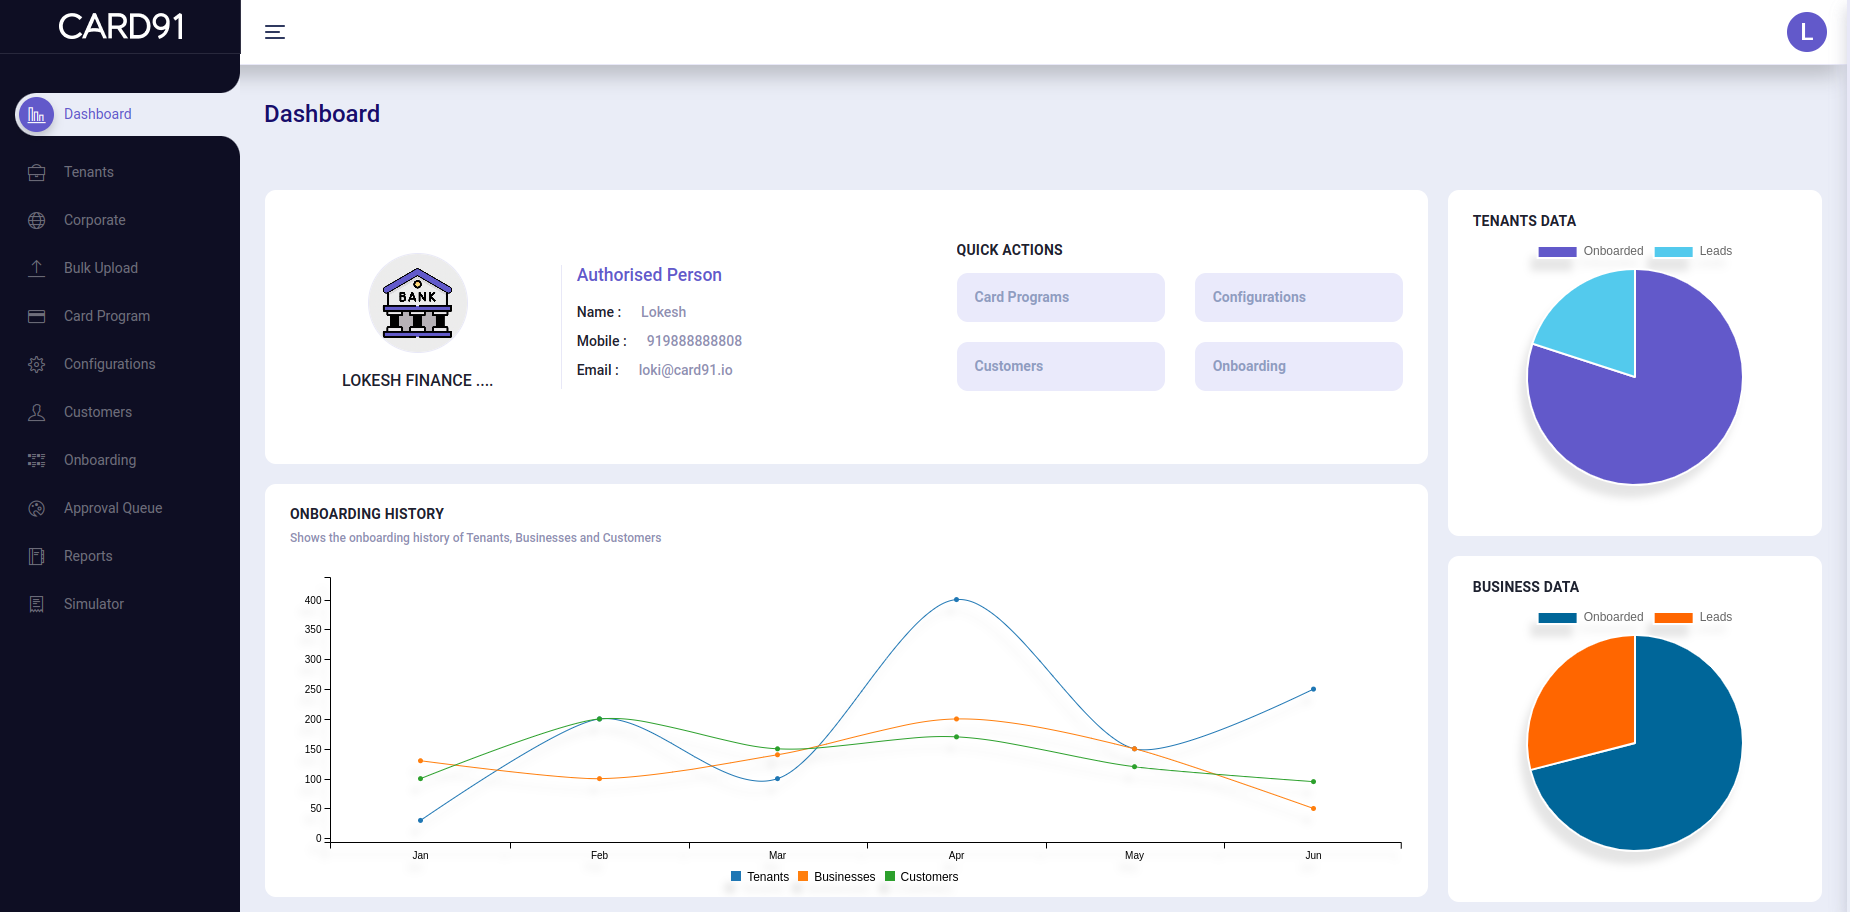 CARD91
L
Dashboard
Tenants
Corporate
Bulk Upload
Card Program
Configurations
Customers
Onboarding
Approval Queue
Reports
Simulator
Dashboard
BANK
LOKESH FINANCE ....
Authorised Person
Name : Lokesh
Mobile : 919888888808
Email : loki@card91.io
QUICK ACTIONS
Card Programs
Configurations
Customers
Onboarding
TENANTS DATA
Onboarded Leads
ONBOARDING HISTORY
Shows the onboarding history of Tenants, Businesses and Customers
400
350
300
250
200
150
100
50
0
Jan Feb Mar Apr May Jun
Tenants Businesses Customers
BUSINESS DATA
Onboarded Leads